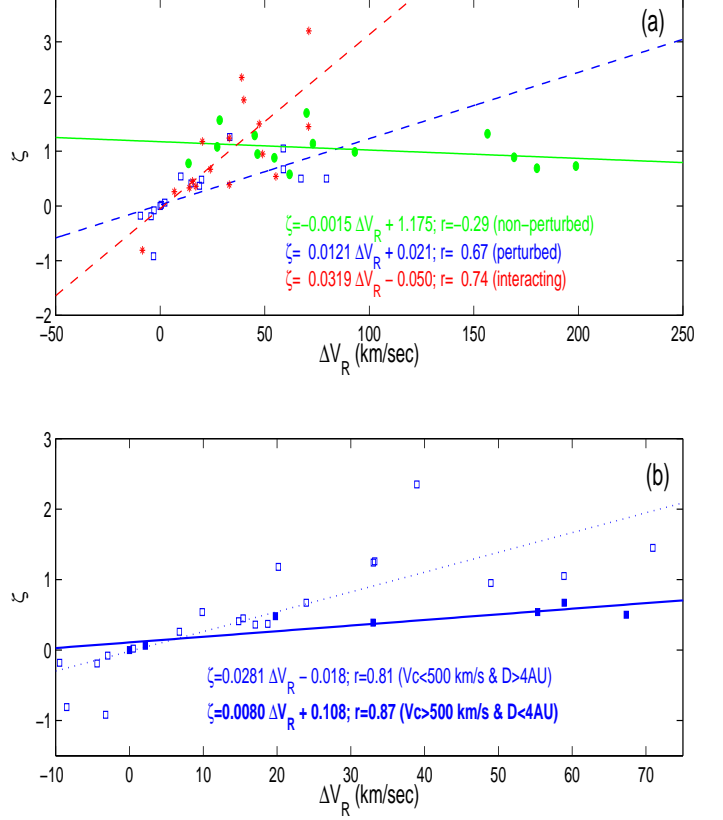 (a)
3
2
1
0
−1
−2
ζ
ζ=−0.0015 ΔV_R + 1.175; r=−0.29 (non−perturbed)
ζ= 0.0121 ΔV_R + 0.021; r= 0.67 (perturbed)
ζ= 0.0319 ΔV_R − 0.050; r= 0.74 (interacting)
−50 0 50 100 150 200 250
ΔV_R (km/sec)
(b)
3
2
1
0
−1
ζ
ζ=0.0281 ΔV_R − 0.018; r=0.81 (Vc<500 km/s & D>4AU)
ζ=0.0080 ΔV_R + 0.108; r=0.87 (Vc>500 km/s & D<4AU)
−10 0 10 20 30 40 50 60 70
ΔV_R (km/sec)